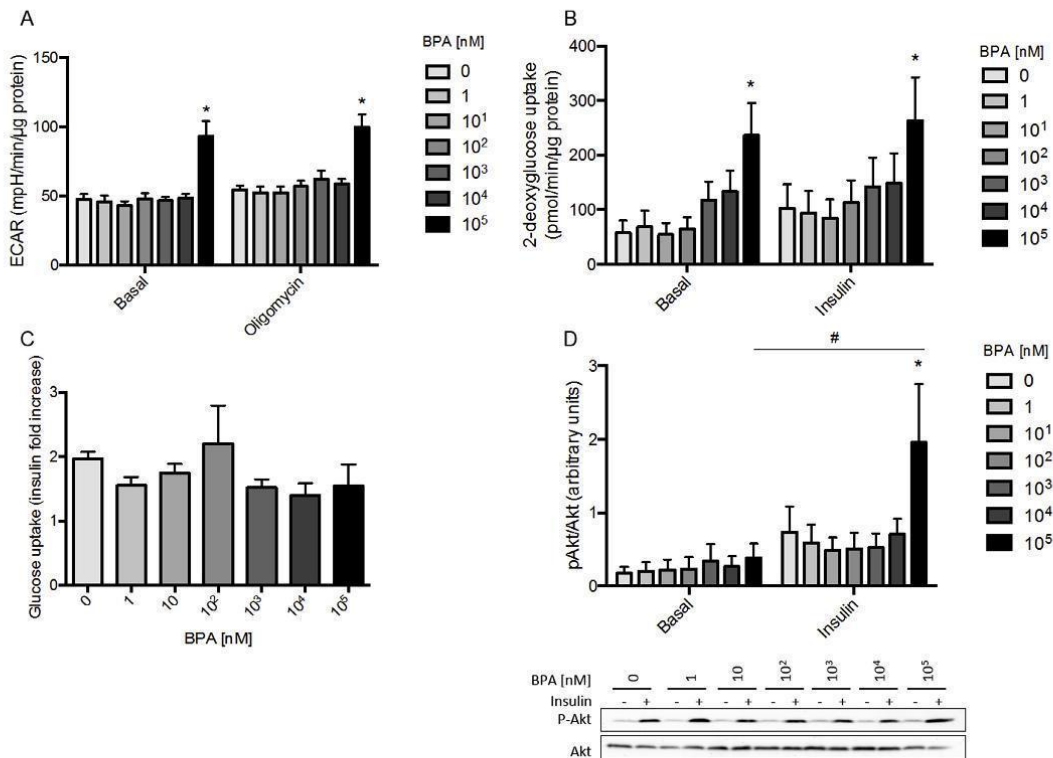 A
ECAR (mpH/min/µg protein)
150
100
50
0
*
*
Basal
Oligomycin
BPA [nM]
0
1
10¹
10²
10³
10⁴
10⁵
B
2-deoxyglucose uptake
(pmol/min/µg protein)
400
300
200
100
0
*
*
Basal
Insulin
BPA [nM]
0
1
10¹
10²
10³
10⁴
10⁵
C
Glucose uptake (insulin fold increase)
3
2
1
0
0
1
10
10²
10³
10⁴
10⁵
BPA [nM]
D
pAkt/Akt (arbitrary units)
3
2
1
0
#
*
Basal
Insulin
BPA [nM]
0
1
10¹
10²
10³
10⁴
10⁵
BPA [nM] 0 1 10 10² 10³ 10⁴ 10⁵
Insulin - + - + - + - + - + - + - +
P-Akt
Akt